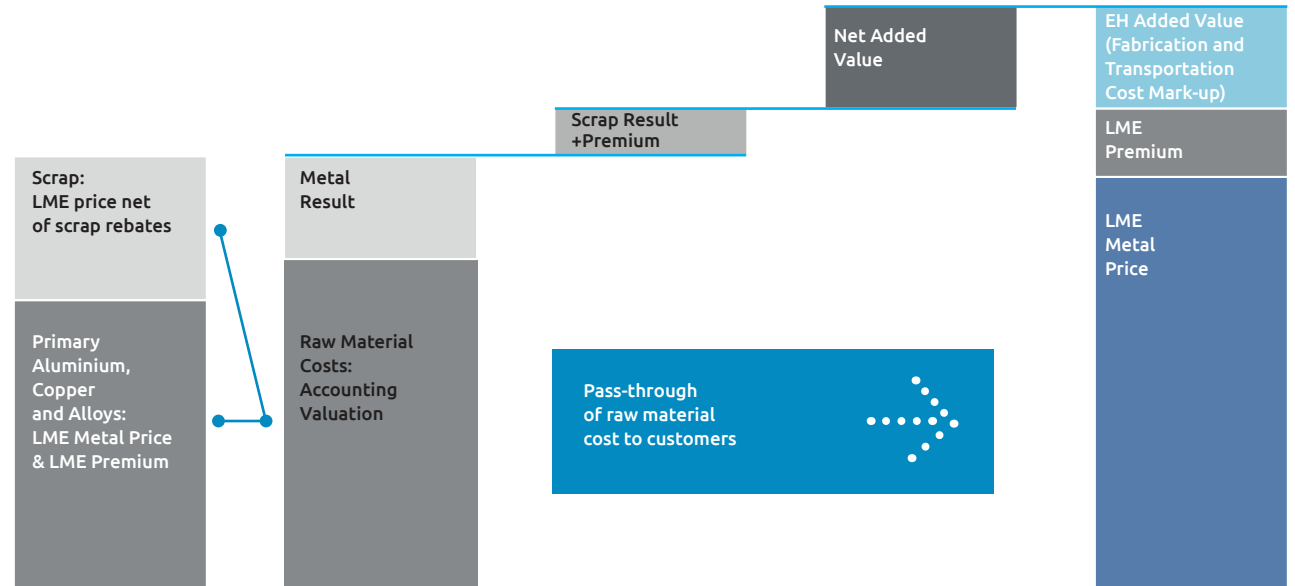 Scrap:
LME price net
of scrap rebates
Primary
Aluminium,
Copper
and Alloys:
LME Metal Price
& LME Premium
Metal
Result
Raw Material
Costs:
Accounting
Valuation
Scrap Result
+Premium
Pass-through
of raw material
cost to customers
Net Added
Value
EH Added Value
(Fabrication and
Transportation
Cost Mark-up)
LME
Premium
LME
Metal
Price